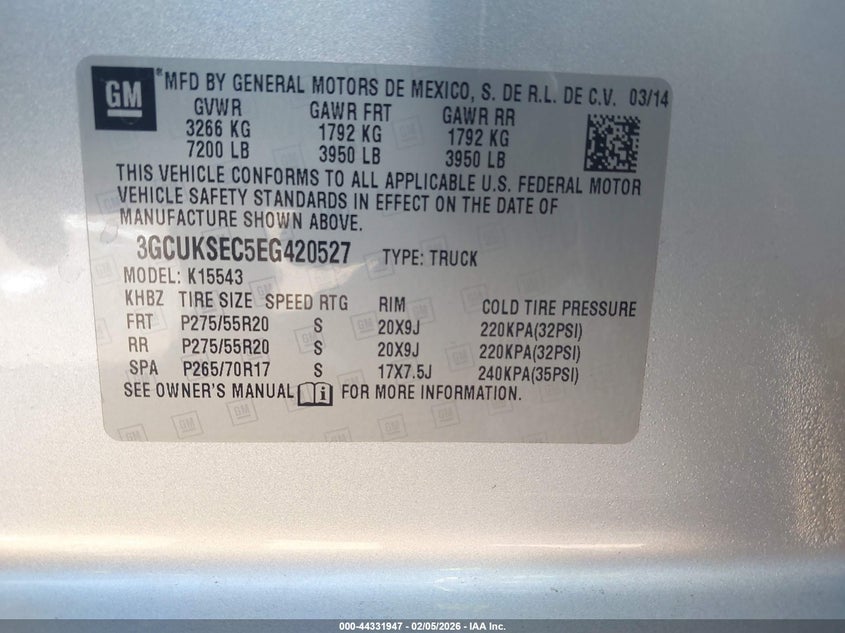 GM
®MFD BY GENERAL MOTORS DE MEXICO, S. DE R.L. DE C.V. 03/14
GVWR GAWR FRT GAWR RR
3266 KG 1792 KG 1792 KG
7200 LB 3950 LB 3950 LB
THIS VEHICLE CONFORMS TO ALL APPLICABLE U.S. FEDERAL MOTOR
VEHICLE SAFETY STANDARDS IN EFFECT ON THE DATE OF
MANUFACTURE SHOWN ABOVE.
3GCUKSEC5EG420527 TYPE: TRUCK
MODEL: K15543
KHBZ TIRE SIZE SPEED RTG RIM COLD TIRE PRESSURE
FRT P275/55R20 S 20X9J 220KPA(32PSI)
RR P275/55R20 S 20X9J 220KPA(32PSI)
SPA P265/70R17 S 17X7.5J 240KPA(35PSI)
SEE OWNER'S MANUAL FOR MORE INFORMATION.
000-44331947 - 02/05/2026 - IAA Inc.